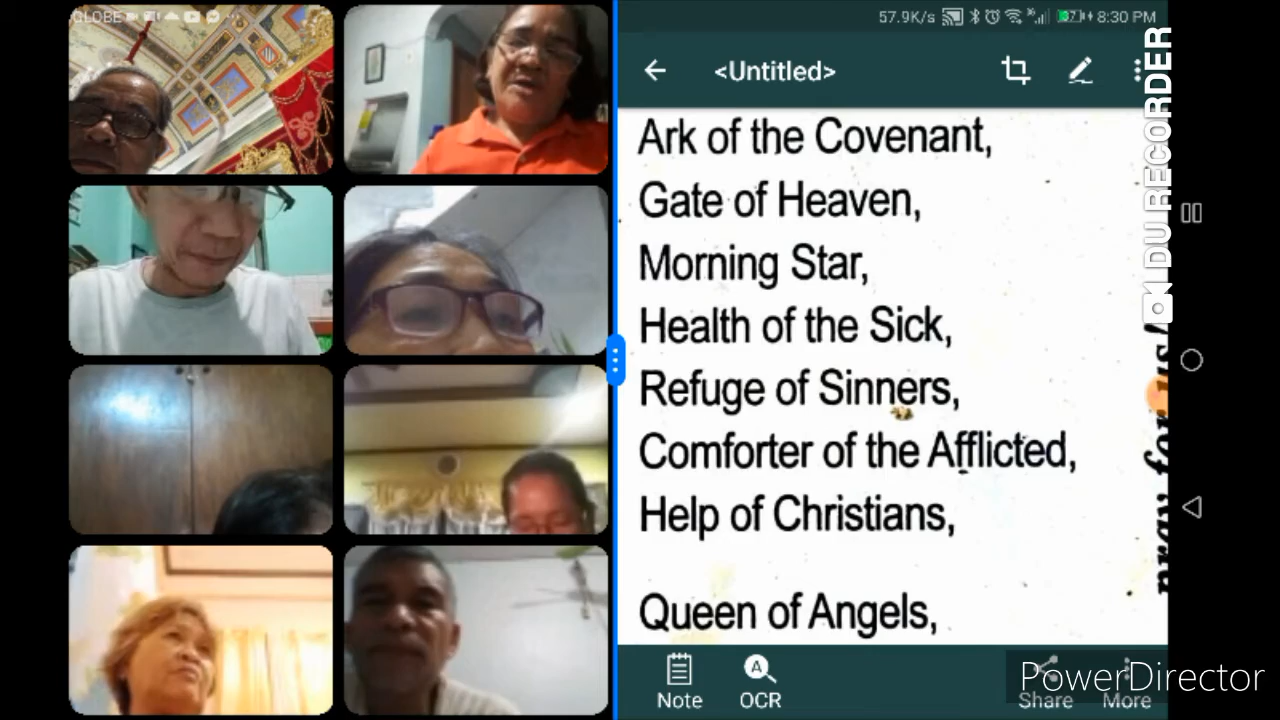 GLOBE
57.9K/s
87
8:30 PM
<Untitled>
Ark of the Covenant,
Gate of Heaven,
Morning Star,
Health of the Sick,
Refuge of Sinners,
Comforter of the Afflicted,
Help of Christians,
Queen of Angels,
pray for us!
DU RECORDER
Note
A
OCR
Share
More
PowerDirector